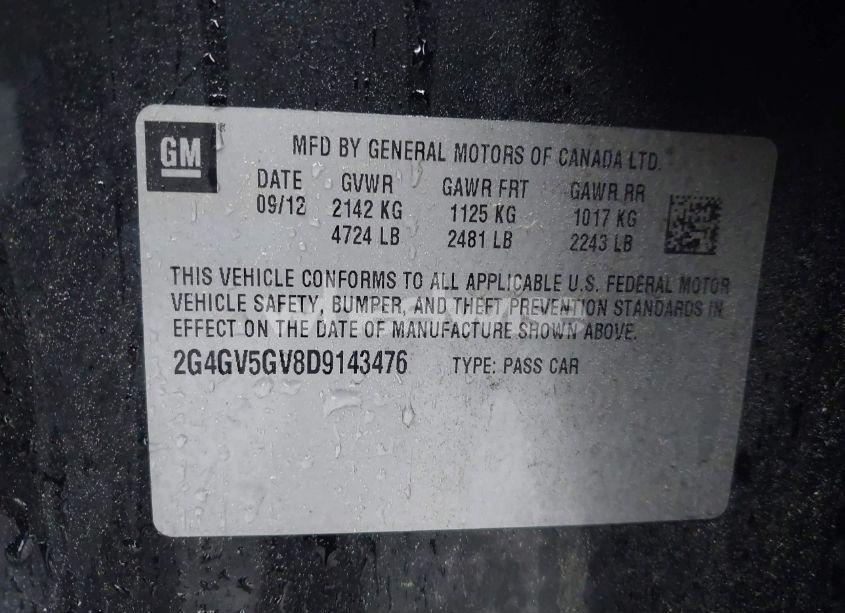 GM
MFD BY GENERAL MOTORS OF CANADA LTD.
DATE GVWR GAWR FRT GAWR RR
09/12 2142 KG 1125 KG 1017 KG
4724 LB 2481 LB 2243 LB
THIS VEHICLE CONFORMS TO ALL APPLICABLE U.S. FEDERAL MOTOR
VEHICLE SAFETY, BUMPER, AND THEFT PREVENTION STANDARDS IN
EFFECT ON THE DATE OF MANUFACTURE SHOWN ABOVE.
2G4GV5GV8D9143476 TYPE: PASS CAR